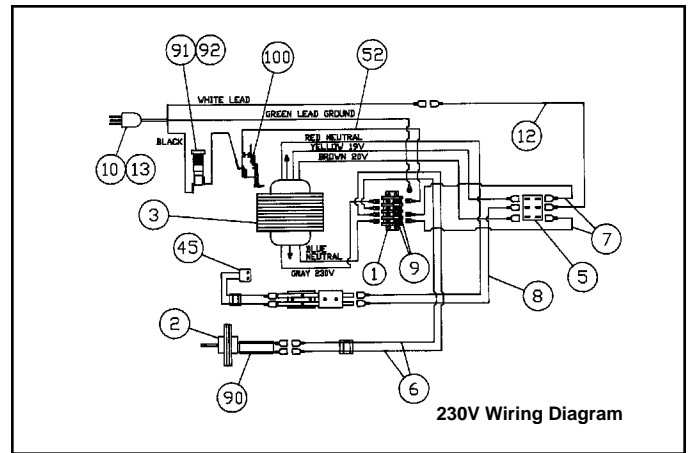 91 92
100
52
WHITE LEAD
GREEN LEAD GROUND
RED NEUTRAL
YELLOW 19V
BROWN 20V
BLACK
12
10 13
3
BLUE
NEUTRAL
GRAY 230V
1
9
5
7
45
8
2
90
6
230V Wiring Diagram